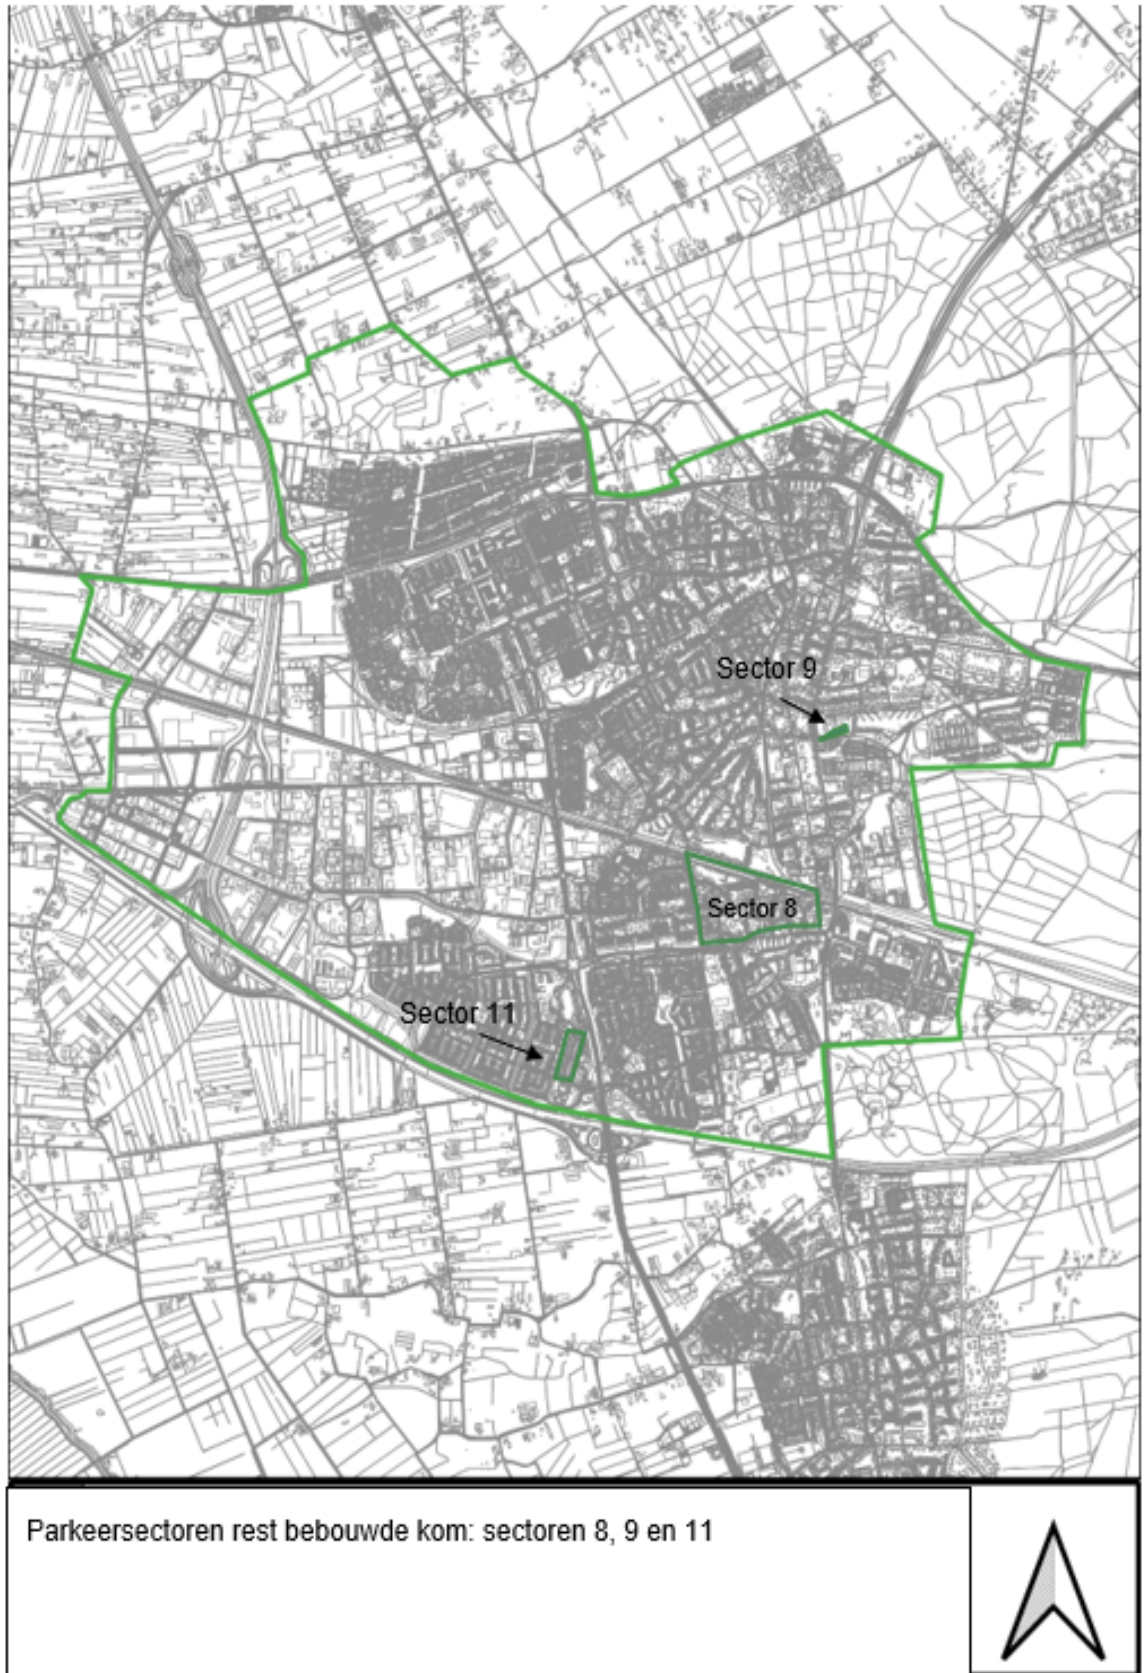 Sector 9
Sector 8
Sector 11
Parkeersectoren rest bebouwde kom: sectoren 8, 9 en 11